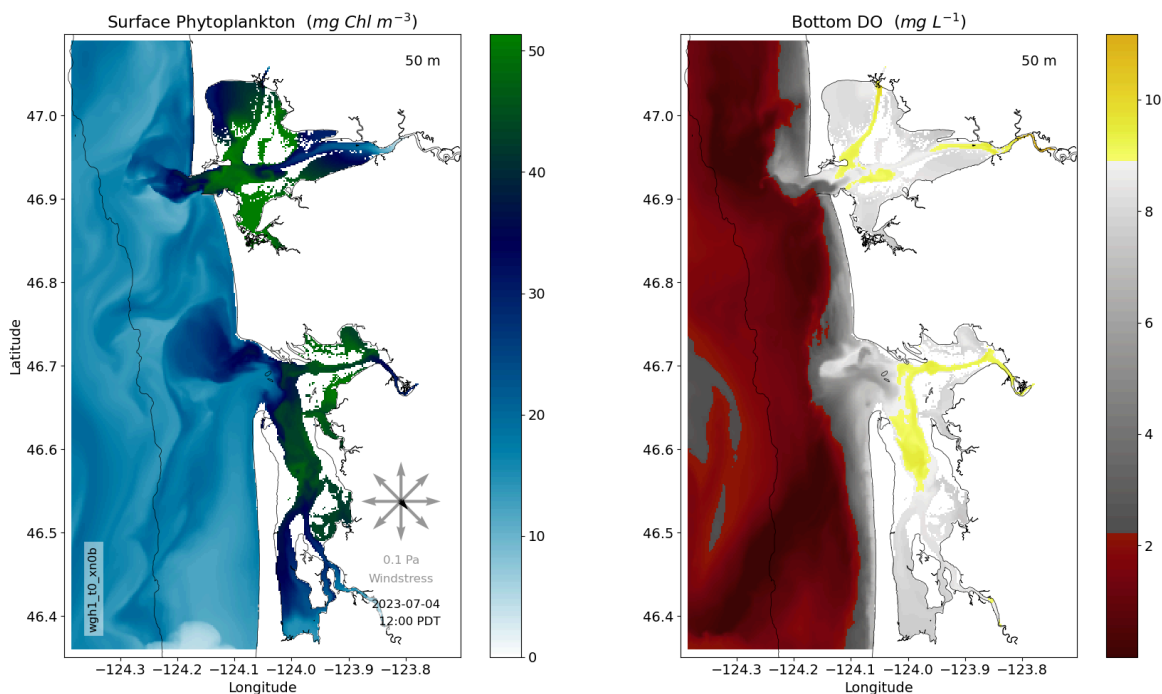 Surface Phytoplankton (mg Chl m⁻³)
50 m
47.0
46.9
46.8
46.7
46.6
46.5
46.4
Latitude
−124.3 −124.2 −124.1 −124.0 −123.9 −123.8
Longitude
wgh1_t0_xn0b
0.1 Pa
Windstress
2023-07-04
12:00 PDT
50
40
30
20
10
0
Bottom DO (mg L⁻¹)
50 m
47.0
46.9
46.8
46.7
46.6
46.5
46.4
−124.3 −124.2 −124.1 −124.0 −123.9 −123.8
Longitude
10
8
6
4
2